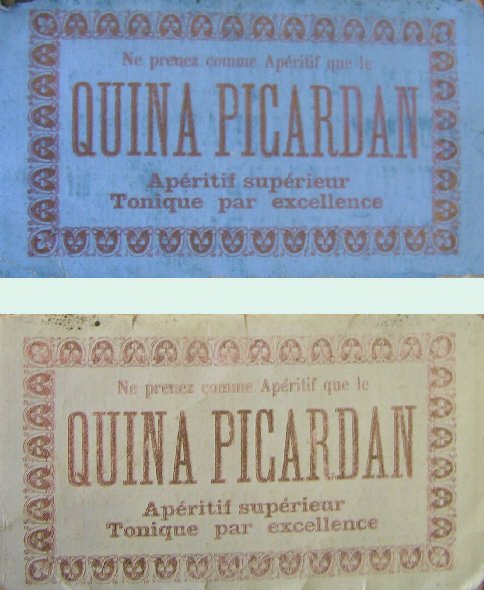 Ne prenez comme Apéritif que le
QUINA PICARDAN
Apéritif supérieur
Tonique par excellence
Ne prenez comme Apéritif que le
QUINA PICARDAN
Apéritif supérieur
Tonique par excellence